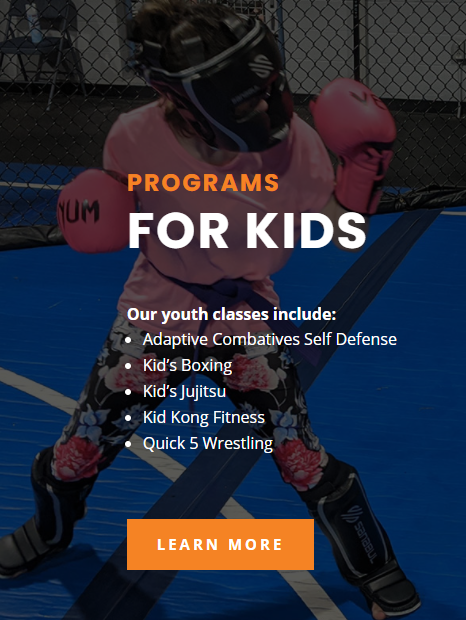 PROGRAMS
FOR KIDS
Our youth classes include:
• Adaptive Combatives Self Defense
• Kid’s Boxing
• Kid’s Jujitsu
• Kid Kong Fitness
• Quick 5 Wrestling
LEARN MORE
YUM